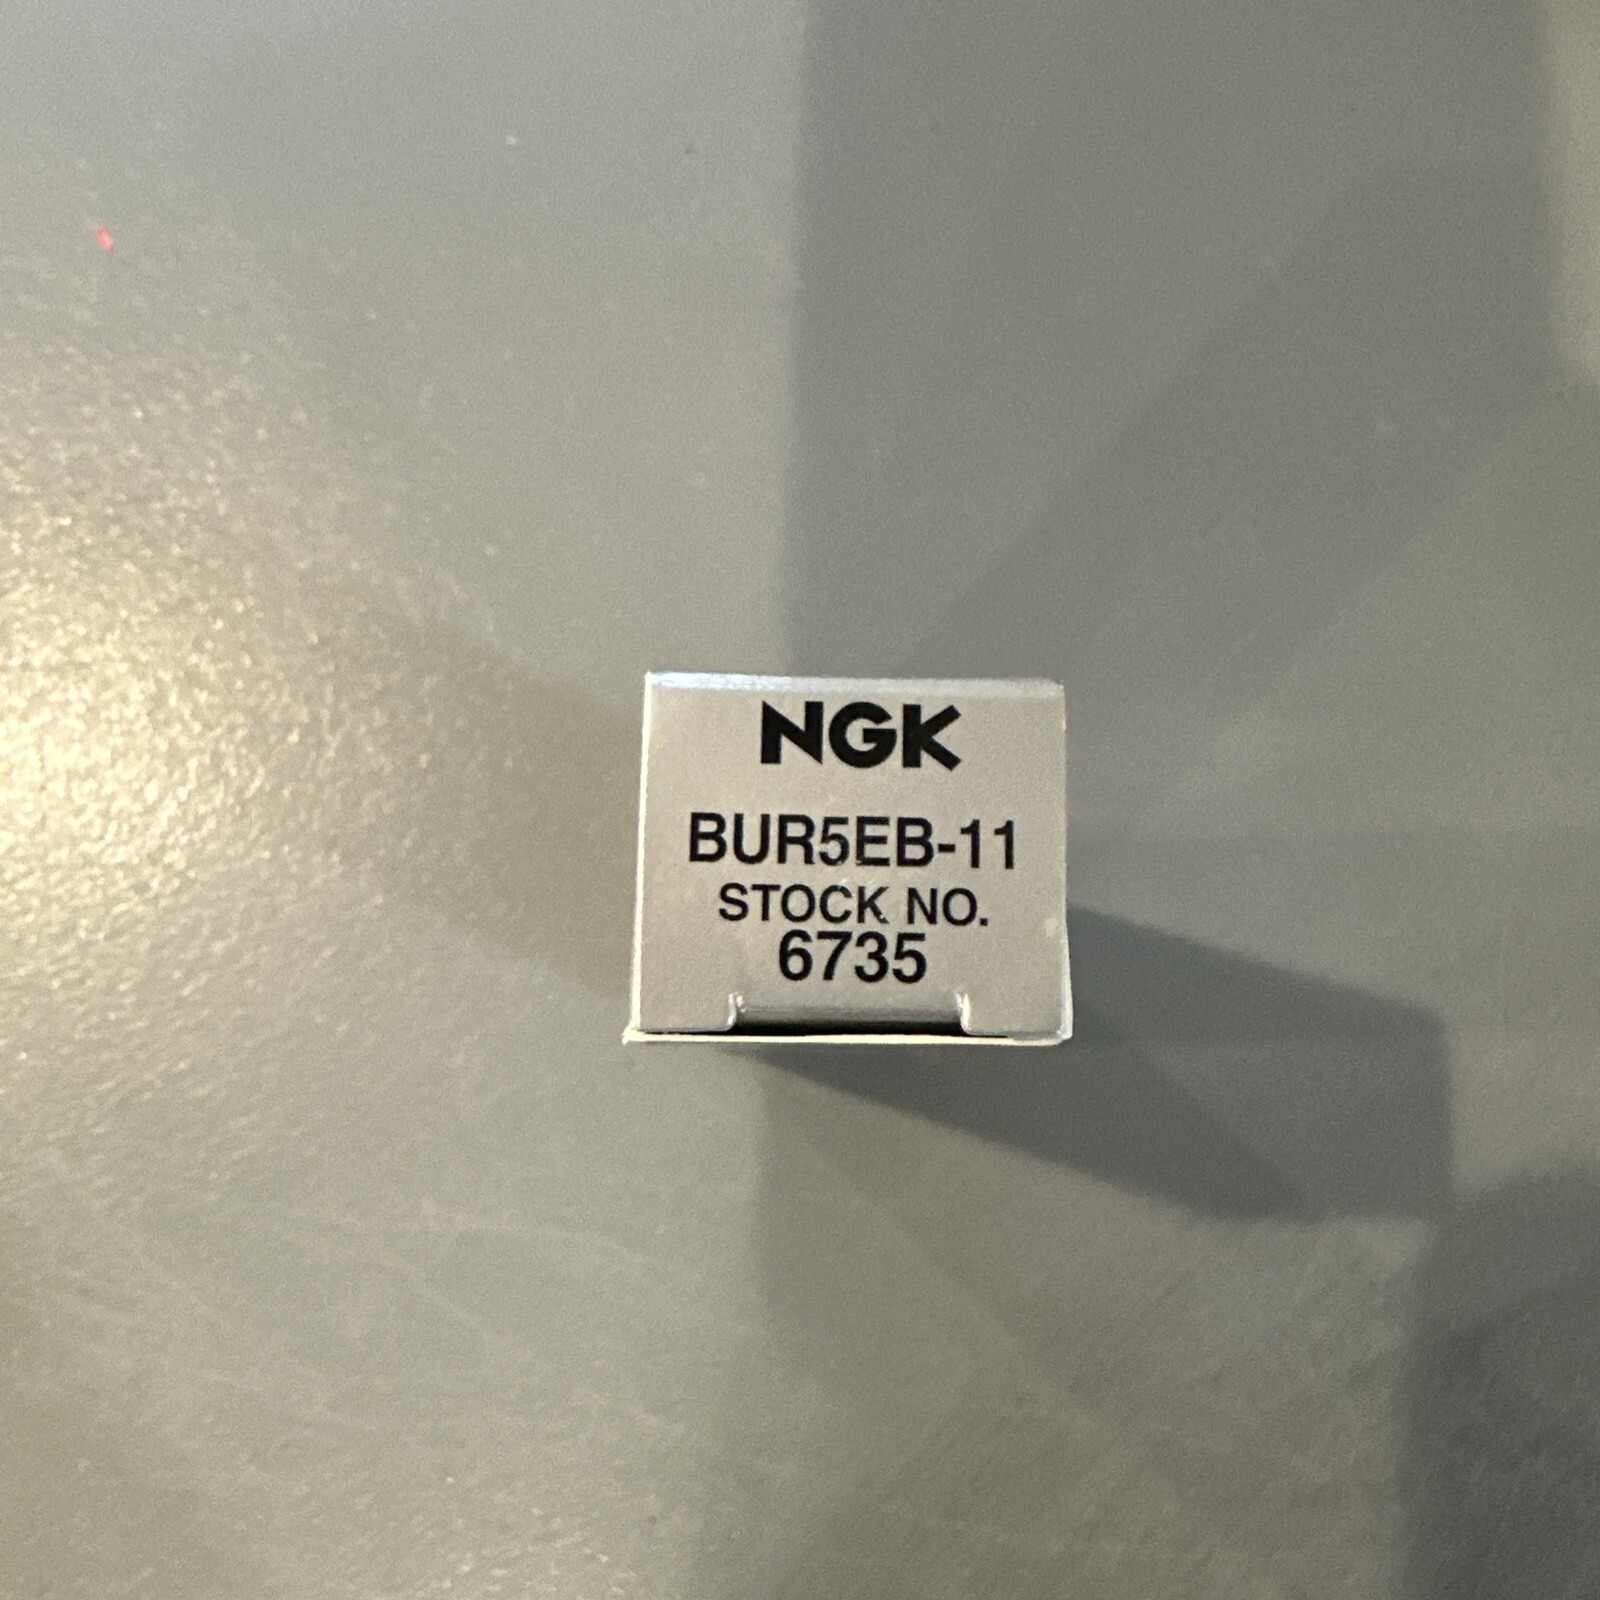 NGK
BUR5EB-11
STOCK NO.
6735